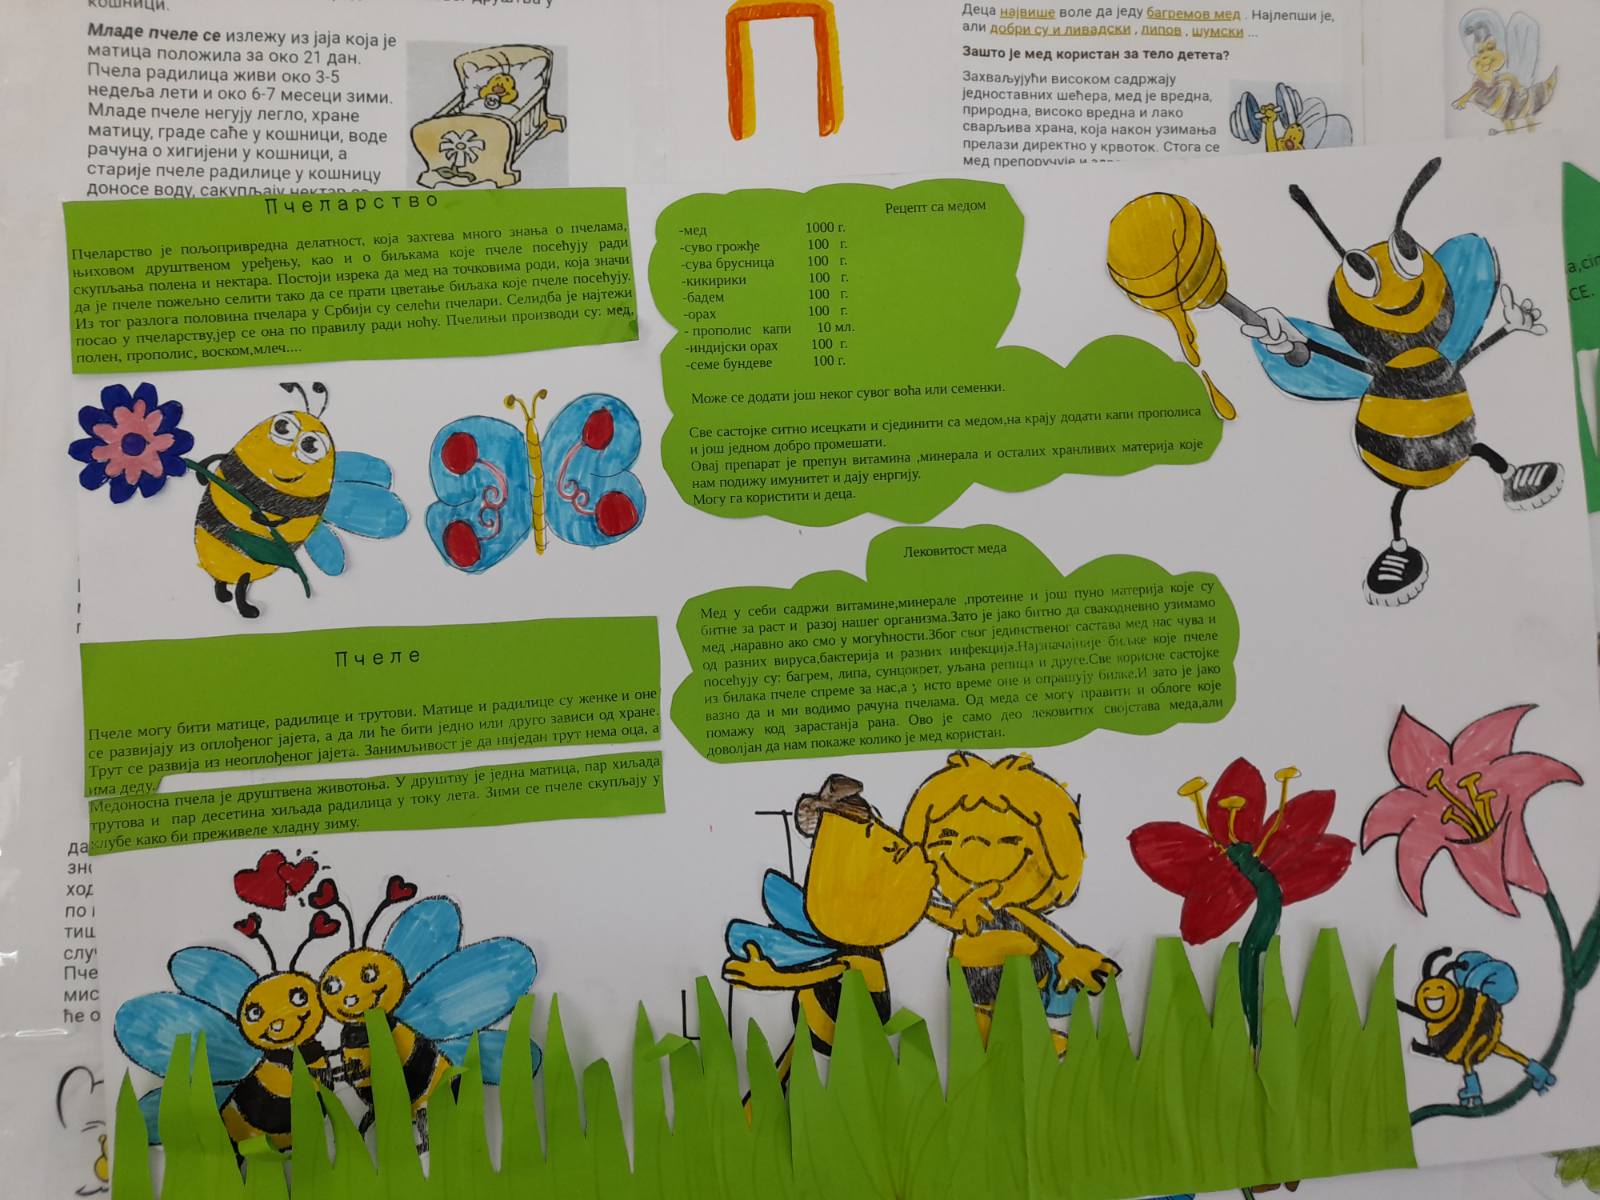 кошници.
Младе пчеле се излежу из јаја која је
матица положила за око 21 дан.
Пчела радилица живи око 3-5
недеља лети и око 6-7 месеци зими.
Младе пчеле негују легло, хране
матицу, граде саће у кошници, воде
рачуна о хигијени у кошници, а
старије пчеле радилице у кошницу
доносе воду, сакупљају нектар
П
Деца највише воле да једу багремов мед . Најлепши је,
али добри су и ливадски , липов , шумски ...
Зашто је мед користан за тело детета?
Захваљујући високом садржају
једноставних шећера, мед је вредна,
природна, високо вредна и лако
сварљива храна, која након узимања
прелази директно у крвоток. Стога се
мед препоручује и
Пчеларство
Пчеларство је пољопривредна делатност, која захтева много знања о пчелама,
њиховом друштвеном уређењу, као и о биљкама које пчеле посећују ради
скупљања полена и нектара. Постоји изрека да мед на точковима роди, која значи
да је пчеле пожељно селити тако да се прати цветање биљака које пчеле посећују.
Из тог разлога половина пчелара у Србији су селећи пчелари. Селидба је најтежи
посао у пчеларству,јер се она по правилу ради ноћу. Пчелињи производи су: мед,
полен, прополис, воском,млеч....
Рецепт са медом
-мед 1000 г.
-суво грожђе 100 г.
-сува брусница 100 г.
-кикирики 100 г.
-бадем 100 г.
-орах 100 г.
- прополис капи 10 мл.
-индијски орах 100 г.
-семе бундеве 100 г.
Може се додати још неког сувог воћа или семенки.
Све састојке ситно исецкати и сјединити са медом,на крају додати капи прополиса
и још једном добро промешати.
Овај препарат је препун витамина ,минерала и осталих хранливих материја које
нам подижу имунитет и дају енргију.
Могу га користити и деца.
Лековитост меда
Мед у себи садржи витамине,минерале ,протеине и још пуно материја које су
битне за раст и разој нашег организма.Зато је јако битно да свакодневно узимамо
мед ,наравно ако смо у могућности.Због свог јединственог састава мед нас чува и
од разних вируса,бактерија и разних инфекција.Најзначајније биљке које пчеле
посећују су: багрем, липа, сунцокрет, уљана репица и друге.Све корисне састојке
из билака пчеле спреме за нас,а у исто време оне и опрашују билке.И зато је јако
вазно да и ми водимо рачуна пчелама. Од меда се могу правити и облоге које
помажу код зарастанја рана. Ово је само део лековитих својстава меда,али
довољан да нам покаже колико је мед користан.
Пчеле
Пчеле могу бити матице, радилице и трутови. Матице и радилице су женке и оне
се развијају из оплођеног јајета, а да ли ће бити једно или друго зависи од хране.
Трут се развија из неоплођеног јајета. Занимљивост је да ниједан трут нема оца, а
има деду.
Медоносна пчела је друштвена животоња. У друштву је једна матица, пар хиљада
трутова и пар десетина хиљада радилица у току лета. Зими се пчеле скупљају у
клубе како би преживеле хладну зиму.